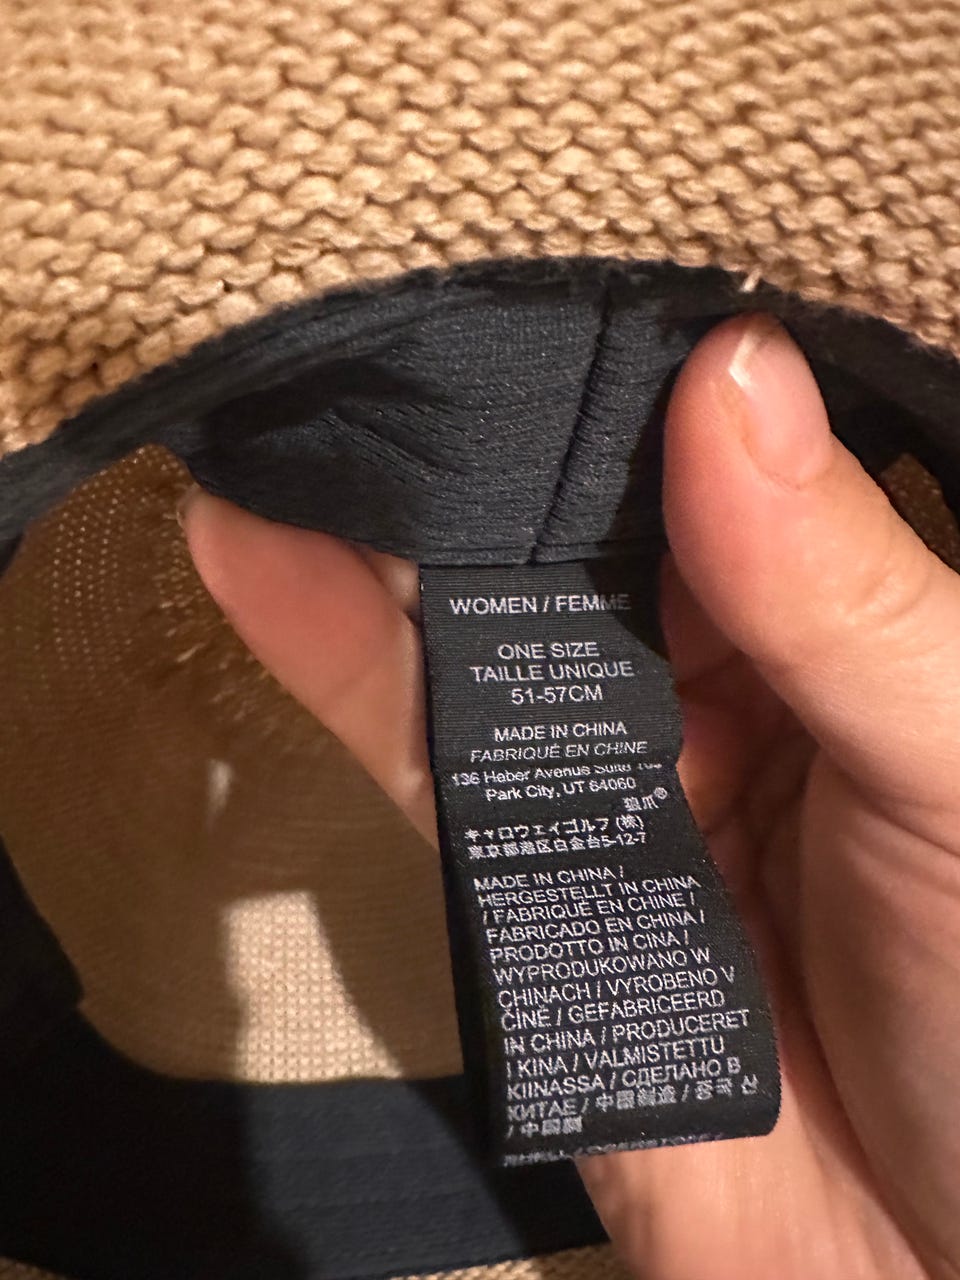 WOMEN / FEMME
ONE SIZE
TAILLE UNIQUE
51-57CM
MADE IN CHINA
FABRIQUÉ EN CHINE
136 Heber Avenue Suite
Park City, UT 64060
狼爪®
キャロウェイゴルフ (株)
東京都港区白金台5-12-7
MADE IN CHINA /
HERGESTELLT IN CHINA
/ FABRIQUÉ EN CHINE /
FABRICADO EN CHINA /
PRODOTTO IN CINA /
WYPRODUKOWANO W
CHINACH / VYROBENO V
ČÍNĚ / GEFABRICEERD
IN CHINA / PRODUCERET
I KINA / VALMISTETTU
KIINASSA / СДЕЛАНО В
КИТАЕ / 中国制造 / 중국 산
/ 中国製